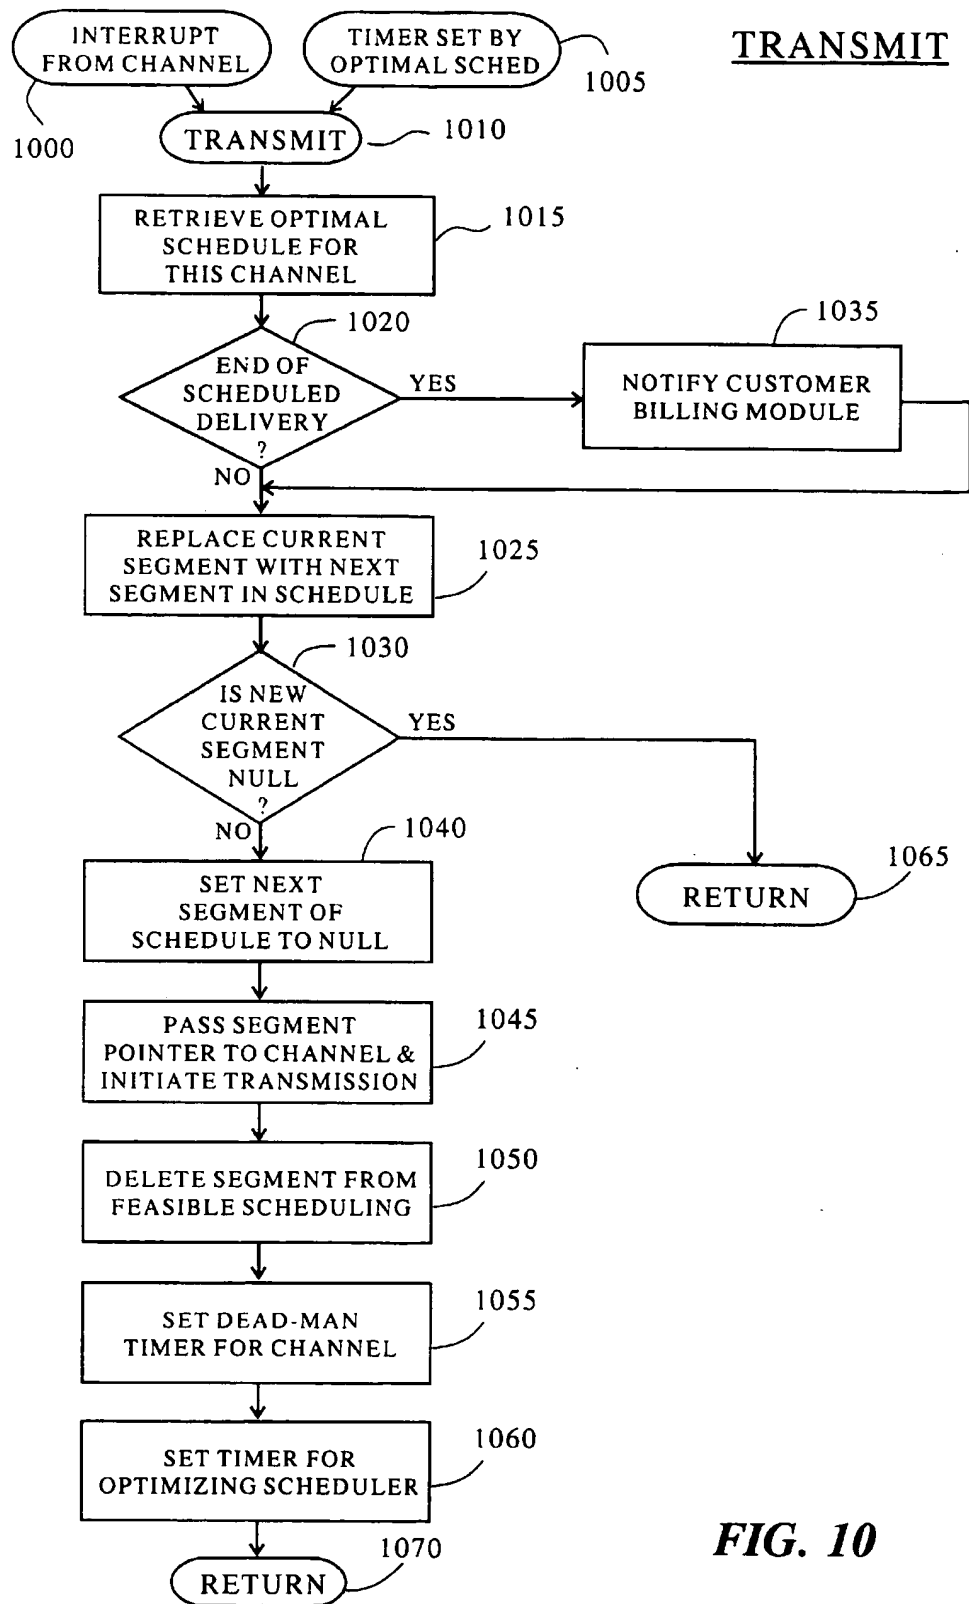 INTERRUPT
FROM CHANNEL
TIMER SET BY
OPTIMAL SCHED
TRANSMIT
1005
1000
TRANSMIT
1010
RETRIEVE OPTIMAL
SCHEDULE FOR
THIS CHANNEL
1015
1020
1035
END OF
SCHEDULED
DELIVERY
?
YES
NOTIFY CUSTOMER
BILLING MODULE
NO
REPLACE CURRENT
SEGMENT WITH NEXT
SEGMENT IN SCHEDULE
1025
1030
IS NEW
CURRENT
SEGMENT
NULL
?
YES
NO
1040
SET NEXT
SEGMENT OF
SCHEDULE TO NULL
RETURN
1065
PASS SEGMENT
POINTER TO CHANNEL &
INITIATE TRANSMISSION
1045
DELETE SEGMENT FROM
FEASIBLE SCHEDULING
1050
SET DEAD-MAN
TIMER FOR CHANNEL
1055
SET TIMER FOR
OPTIMIZING SCHEDULER
1060
RETURN
1070
FIG. 10